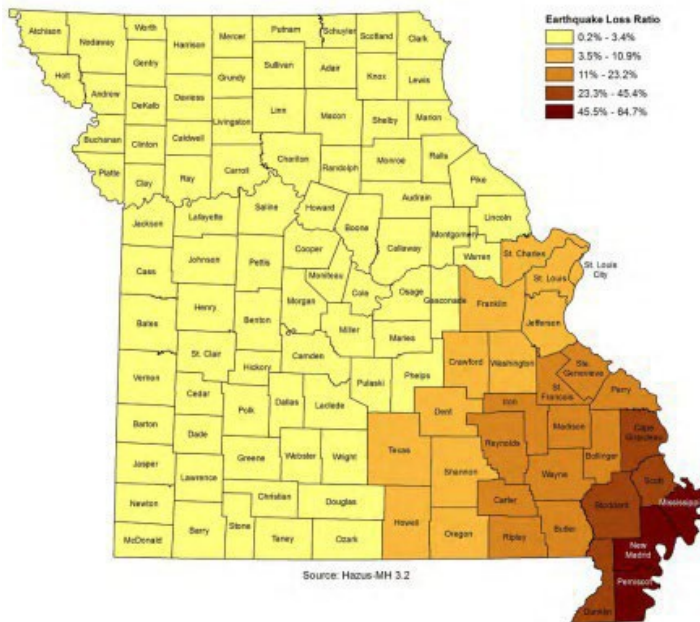 Earthquake Loss Ratio
0.2% - 3.4%
3.5% - 10.9%
11% - 23.2%
23.3% - 45.4%
45.5% - 64.7%
Atchison
Nodaway
Worth
Harrison
Mercer
Putnam
Schuyler
Scotland
Clark
Holt
Gentry
Sullivan
Adair
Knox
Lewis
Andrew
DeKalb
Daviess
Grundy
Linn
Macon
Shelby
Marion
Livingston
Buchanan
Clinton
Caldwell
Chariton
Randolph
Monroe
Ralls
Pike
Platte
Clay
Ray
Carroll
Saline
Howard
Boone
Audrain
Lincoln
Jackson
Lafayette
Cooper
Callaway
Montgomery
Warren
St. Charles
St. Louis
City
St. Louis
Cass
Johnson
Pettis
Moniteau
Cole
Osage
Gasconade
Franklin
Jefferson
Bates
Henry
Benton
Morgan
Miller
Maries
St. Clair
Hickory
Camden
Pulaski
Phelps
Crawford
Washington
Ste.
Genevieve
St.
Francois
Perry
Vernon
Cedar
Polk
Dallas
Laclede
Dent
Iron
Madison
Cape
Girardeau
Barton
Dade
Greene
Webster
Wright
Texas
Shannon
Reynolds
Wayne
Bollinger
Scott
Mississippi
Jasper
Lawrence
Christian
Douglas
Carter
Stoddard
Newton
McDonald
Barry
Stone
Taney
Ozark
Howell
Oregon
Ripley
Butler
New
Madrid
Pemiscot
Dunklin
Source: Hazus-MH 3.2